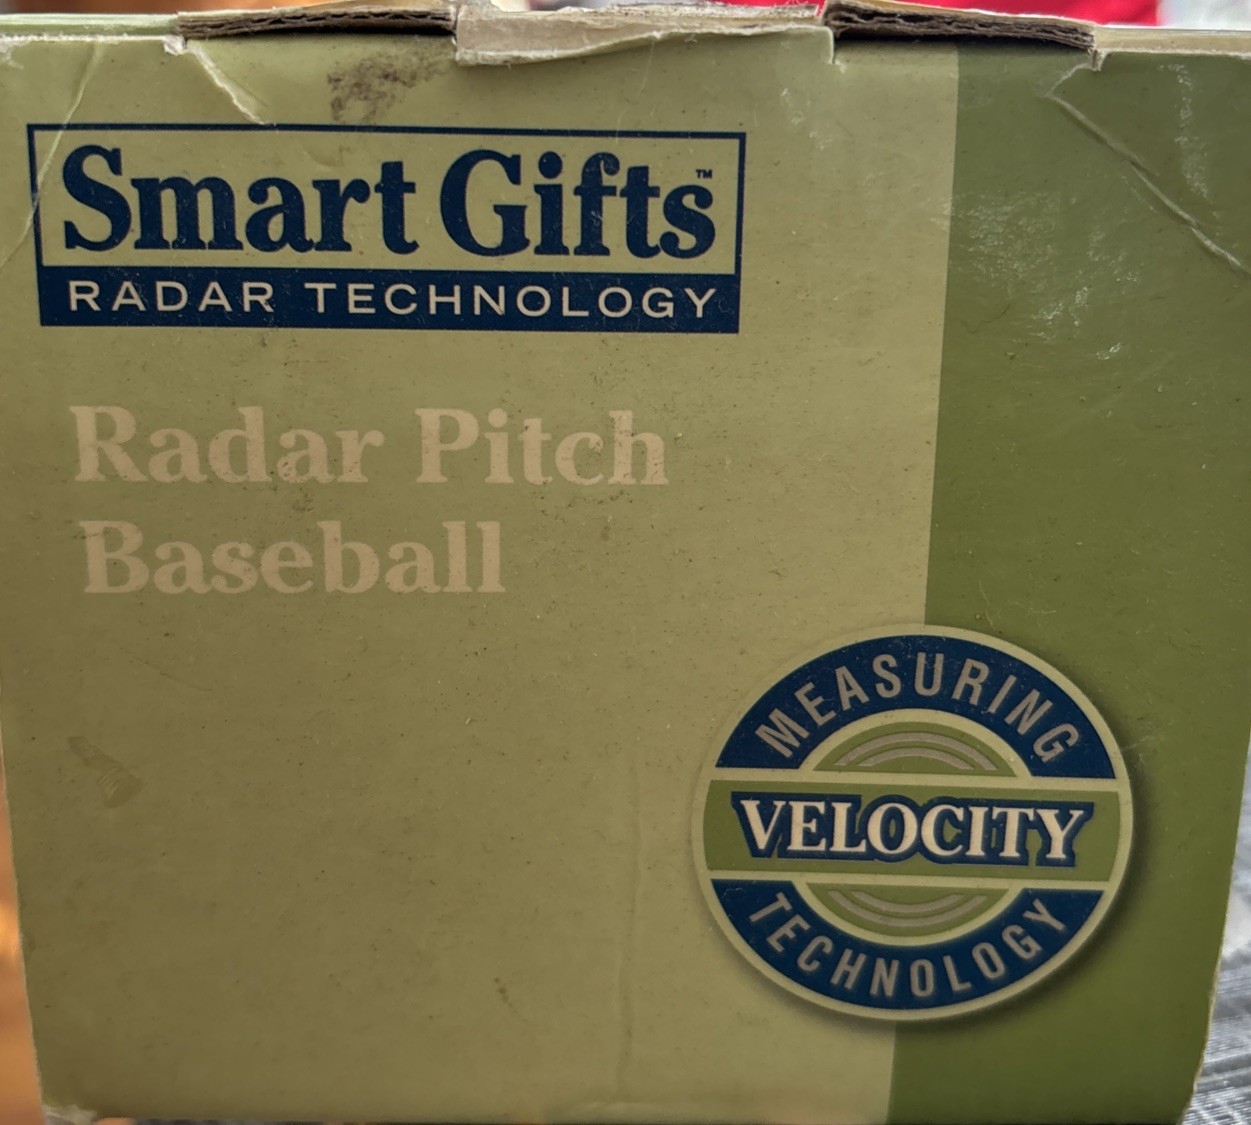 Smart Gifts™
RADAR TECHNOLOGY
Radar Pitch
Baseball
MEASURING
VELOCITY
TECHNOLOGY